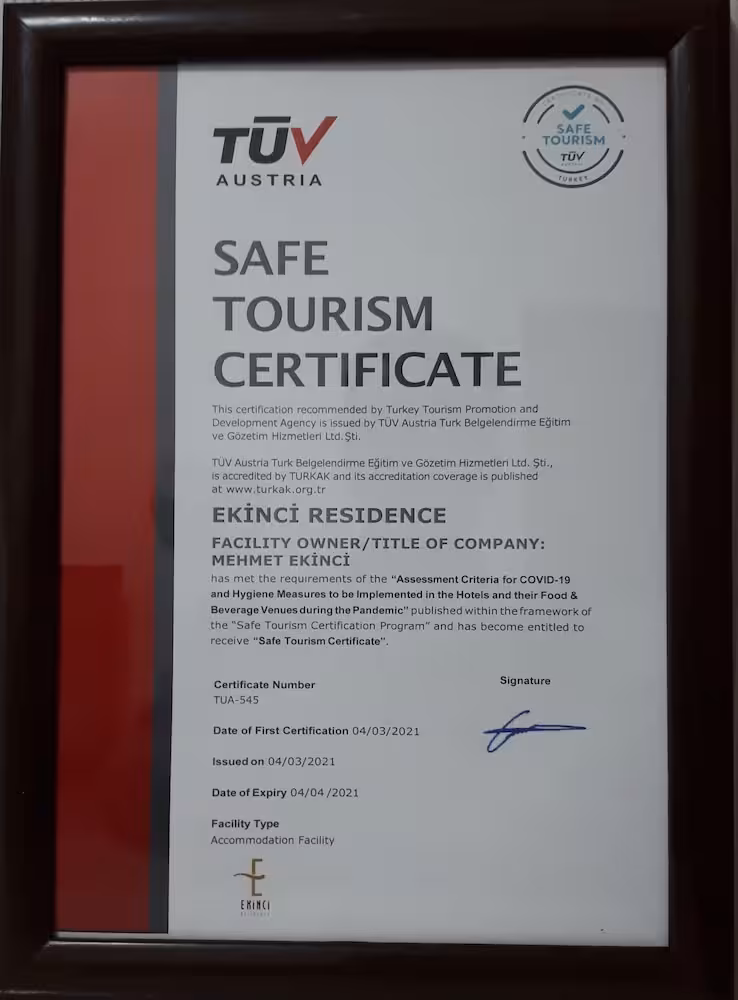 TÜV
AUSTRIA
SAFE
TOURISM
TÜV
TURKEY
SAFE
TOURISM
CERTIFICATE
This certification recommended by Turkey Tourism Promotion and
Development Agency is issued by TÜV Austria Turk Belgelendirme Eğitim
ve Gözetim Hizmetleri Ltd.Şti.
TÜV Austria Turk Belgelendirme Eğitim ve Gözetim Hizmetleri Ltd. Şti.,
is accredited by TURKAK and its accreditation coverage is published
at www.turkak.org.tr
EKİNCİ RESIDENCE
FACILITY OWNER/TITLE OF COMPANY:
MEHMET EKİNCİ
has met the requrements of the “Assessment Criteria for COVID-19
and Hygiene Measures to be Implemented in the Hotels and their Food &
Beverage Venues during the Pandemic” published within the framework of
the “Safe Tourism Certification Program” and has become entitled to
receive “Safe Tourism Certificate”.
Certificate Number
TUA-545
Signature
Date of First Certification 04/03/2021
Issued on 04/03/2021
Date of Expiry 04/04 /2021
Facility Type
Accommodation Facility
EKİNCİ